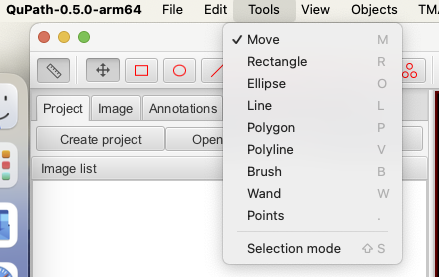 QuPath-0.5.0-arm64 File Edit Tools View Objects TMA
✓ Move M
Rectangle R
Ellipse O
Line L
Polygon P
Polyline V
Brush B
Wand W
Points .
Selection mode ⇧ S
Project Image Annotations
Create project Open
Image list